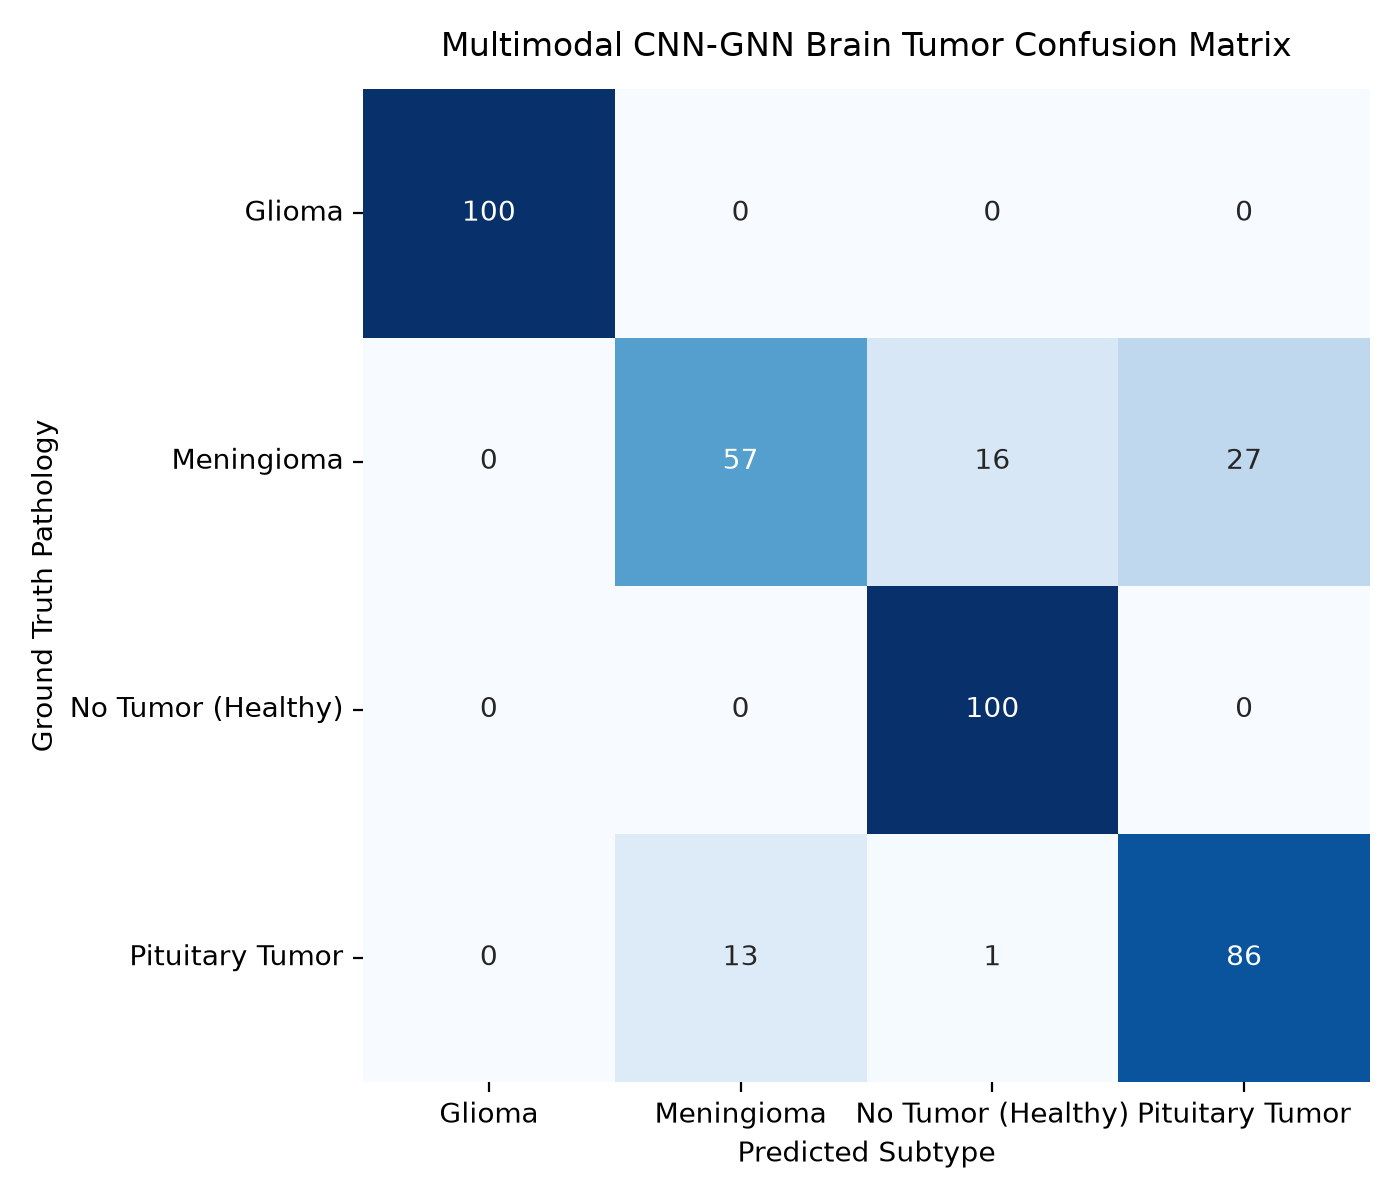 Multimodal CNN-GNN Brain Tumor Confusion Matrix
Ground Truth Pathology
Glioma 100 0 0 0
Meningioma 0 57 16 27
No Tumor (Healthy) 0 0 100 0
Pituitary Tumor 0 13 1 86
Glioma Meningioma No Tumor (Healthy) Pituitary Tumor
Predicted Subtype